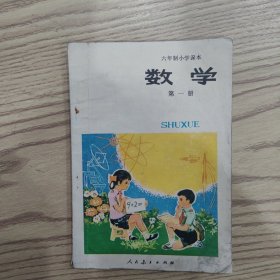 六年制小学课本
数学
第一册
SHUXUE
9+2=
人民教育出版社